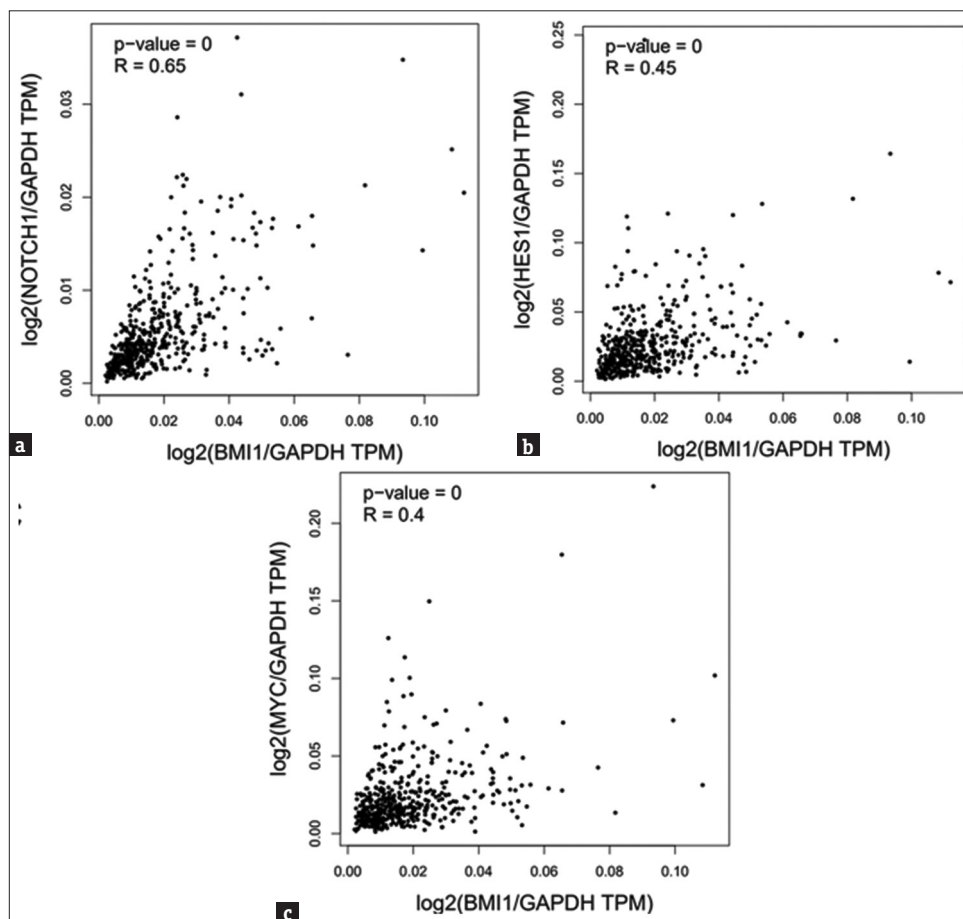 p-value = 0
R = 0.65
log2(NOTCH1/GAPDH TPM)
0.03
0.02
0.01
0.00
0.00 0.02 0.04 0.06 0.08 0.10
log2(BMI1/GAPDH TPM)
a
p-value = 0
R = 0.45
log2(HES1/GAPDH TPM)
0.25
0.20
0.15
0.10
0.05
0.00
0.00 0.02 0.04 0.06 0.08 0.10
log2(BMI1/GAPDH TPM)
b
p-value = 0
R = 0.4
log2(MYC/GAPDH TPM)
0.20
0.15
0.10
0.05
0.00
0.00 0.02 0.04 0.06 0.08 0.10
log2(BMI1/GAPDH TPM)
c